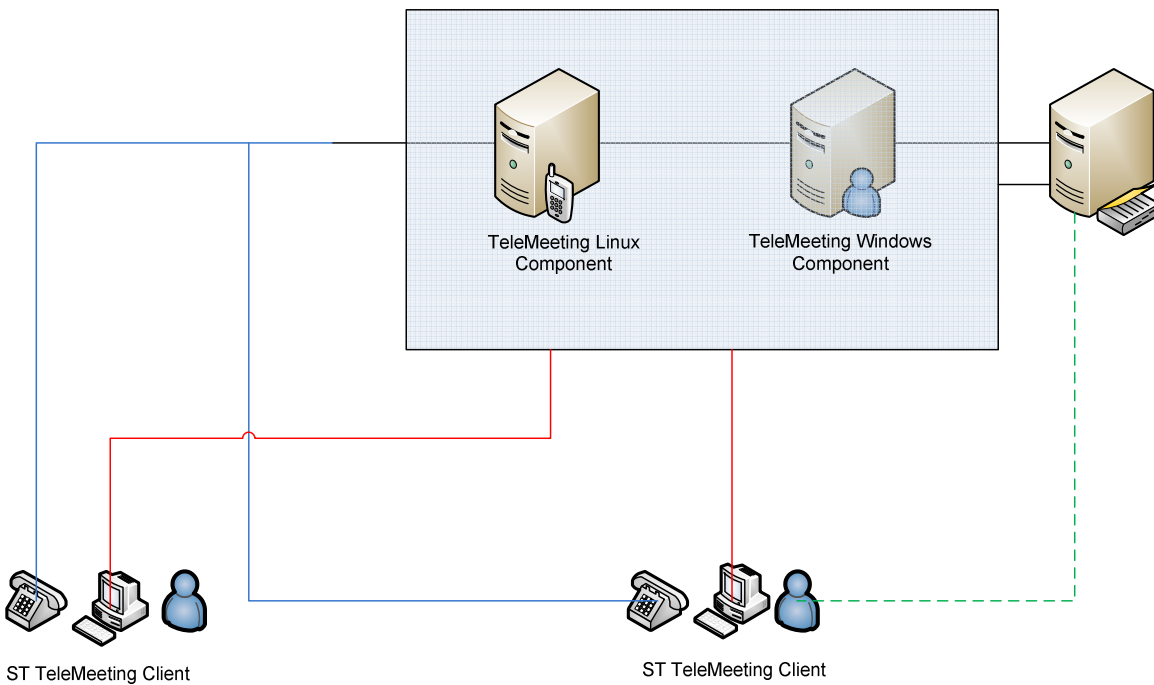 TeleMeeting Linux
Component
TeleMeeting Windows
Component
ST TeleMeeting Client
ST TeleMeeting Client